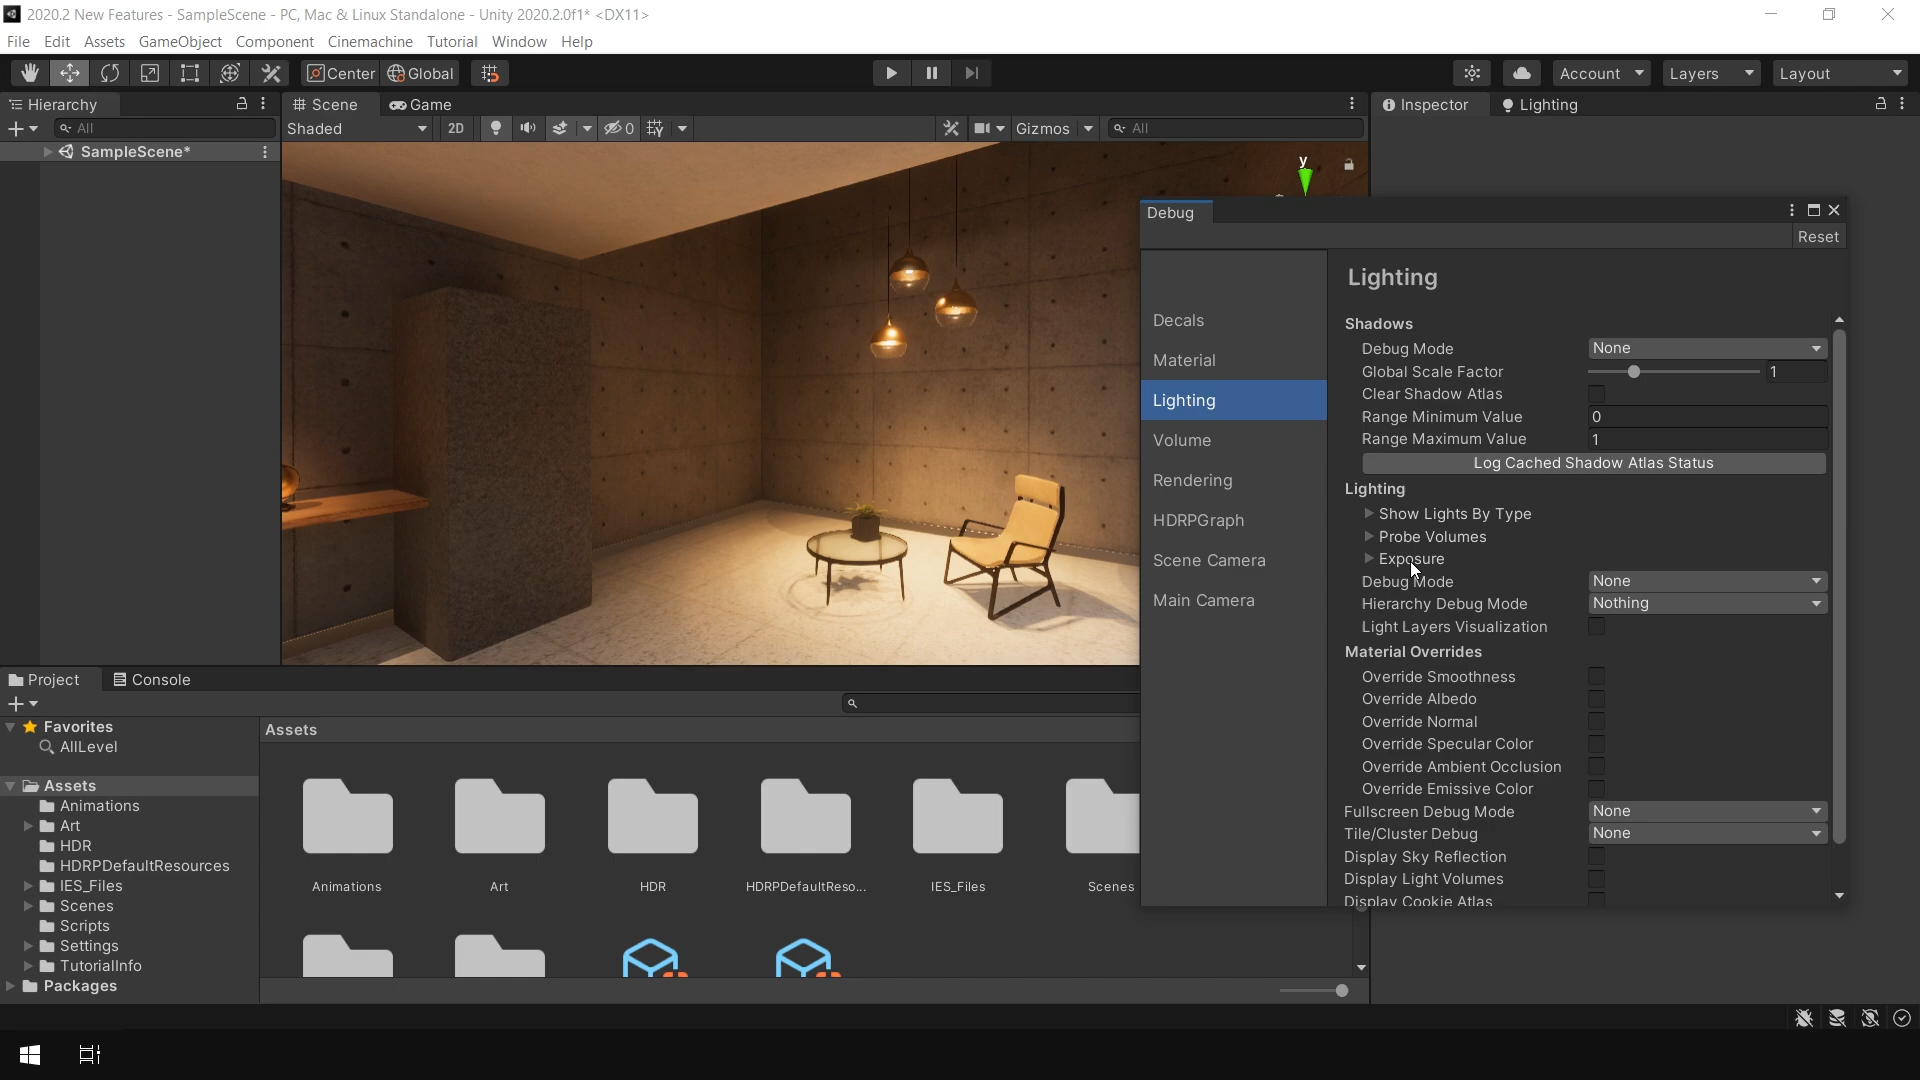 2020.2 New Features - SampleScene - PC, Mac & Linux Standalone - Unity 2020.2.0f1* <DX11>
File Edit Assets GameObject Component Cinemachine Tutorial Window Help
Center Global Account Layers Layout
Hierarchy Scene Game Inspector Lighting
All Shaded 2D 0 Gizmos All
SampleScene*
y
Debug
Reset
Lighting
Decals
Material
Lighting
Volume
Rendering
HDRPGraph
Scene Camera
Main Camera
Shadows
Debug Mode None
Global Scale Factor 1
Clear Shadow Atlas
Range Minimum Value 0
Range Maximum Value 1
Log Cached Shadow Atlas Status
Lighting
Show Lights By Type
Probe Volumes
Exposure
Debug Mode None
Hierarchy Debug Mode Nothing
Light Layers Visualization
Material Overrides
Override Smoothness
Override Albedo
Override Normal
Override Specular Color
Override Ambient Occlusion
Override Emissive Color
Fullscreen Debug Mode None
Tile/Cluster Debug None
Display Sky Reflection
Display Light Volumes
Display Cookie Atlas
Project Console
Favorites
AllLevel
Assets
Animations
Art
HDR
HDRPDefaultResources
IES_Files
Scenes
Scripts
Settings
TutorialInfo
Packages
Assets
Animations Art HDR HDRPDefaultReso... IES_Files Scenes